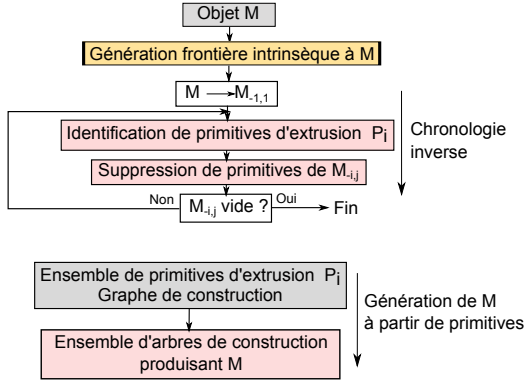 Objet M
Génération frontière intrinsèque à M
M → M-1,1
Identification de primitives d'extrusion Pi
Suppression de primitives de M-i,j
Chronologie
inverse
Non
M-i,j vide ?
Oui
Fin
Ensemble de primitives d'extrusion Pi
Graphe de construction
Génération de M
à partir de primitives
Ensemble d'arbres de construction
produisant M